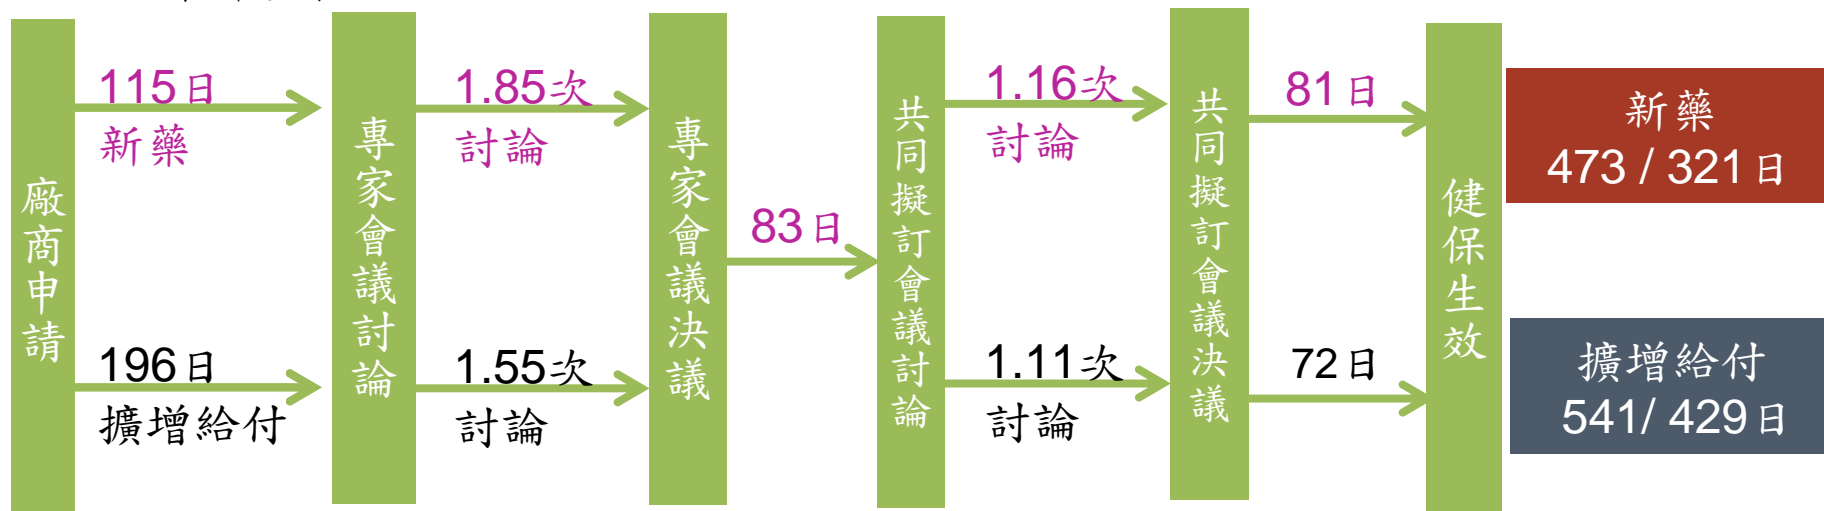 廠商申請
115日
新藥
196日
擴增給付
專家會議討論
1.85次
討論
1.55次
討論
專家會議決議
83日
共同擬訂會議討論
1.16次
討論
1.11次
討論
共同擬訂會議決議
81日
72日
健保生效
新藥
473 / 321日
擴增給付
541/ 429日